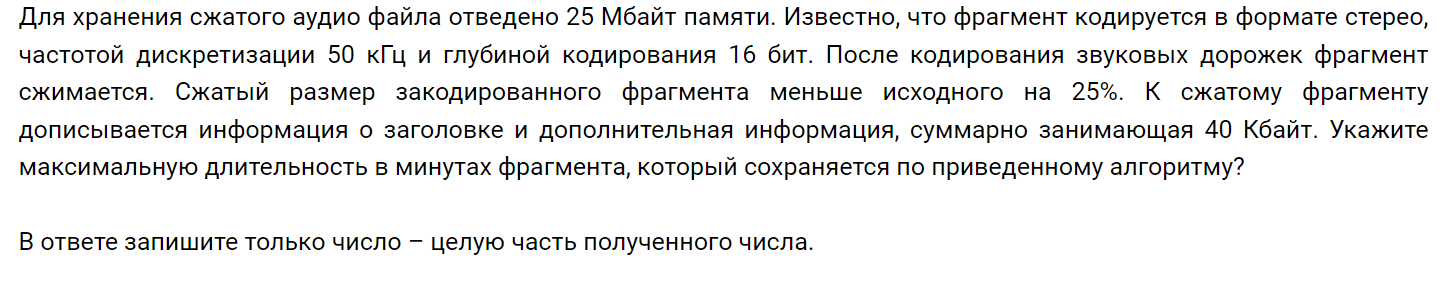 Для хранения сжатого аудио файла отведено 25 Мбайт памяти. Известно, что фрагмент кодируется в формате стерео,
частотой дискретизации 50 кГц и глубиной кодирования 16 бит. После кодирования звуковых дорожек фрагмент
сжимается. Сжатый размер закодированного фрагмента меньше исходного на 25%. К сжатому фрагменту
дописывается информация о заголовке и дополнительная информация, суммарно занимающая 40 Кбайт. Укажите
максимальную длительность в минутах фрагмента, который сохраняется по приведенному алгоритму?
В ответе запишите только число – целую часть полученного числа.